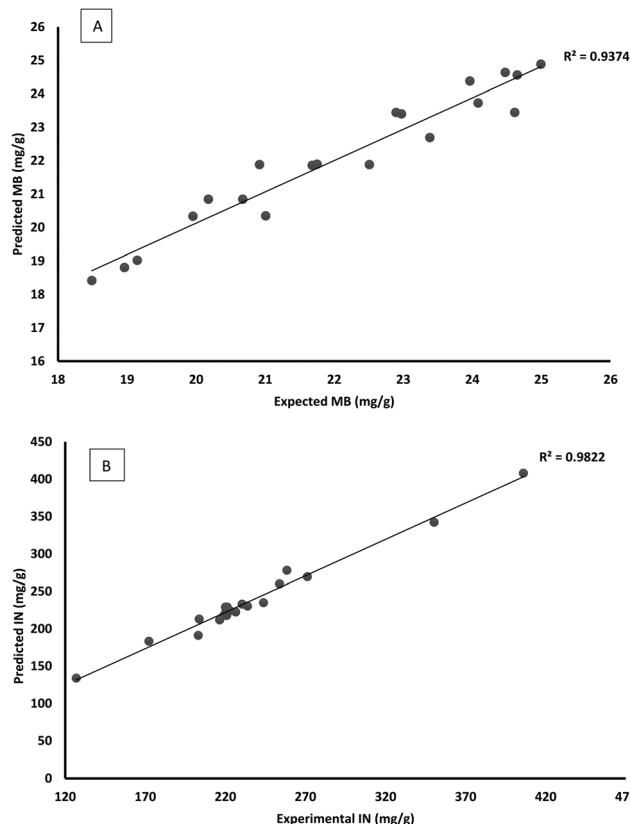 A
R² = 0.9374
Predicted MB (mg/g)
26
25
24
23
22
21
20
19
18
17
16
18 19 20 21 21 22 23 24 25 26
Expected MB (mg/g)
B
R² = 0.9822
Predicted IN (mg/g)
450
400
350
300
250
200
150
100
50
0
120 170 220 270 320 370 420 47
Experimental IN (mg/g)